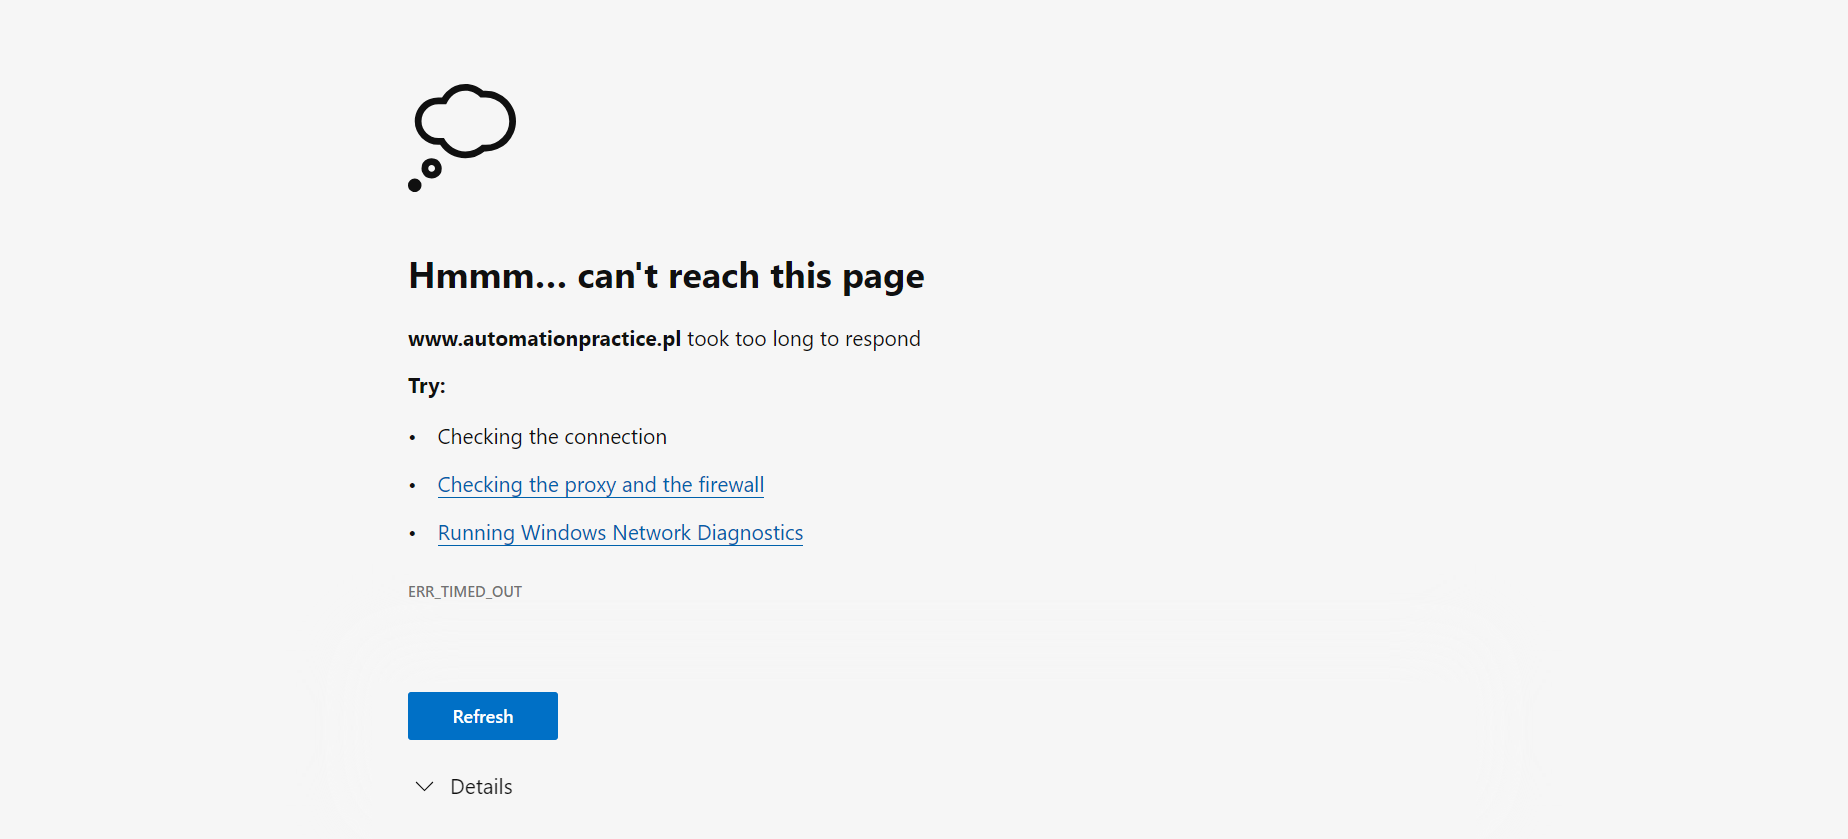 Hmmm... can't reach this page
www.automationpractice.pl took too long to respond
Try:
• Checking the connection
• Checking the proxy and the firewall
• Running Windows Network Diagnostics
ERR_TIMED_OUT
Refresh
Details